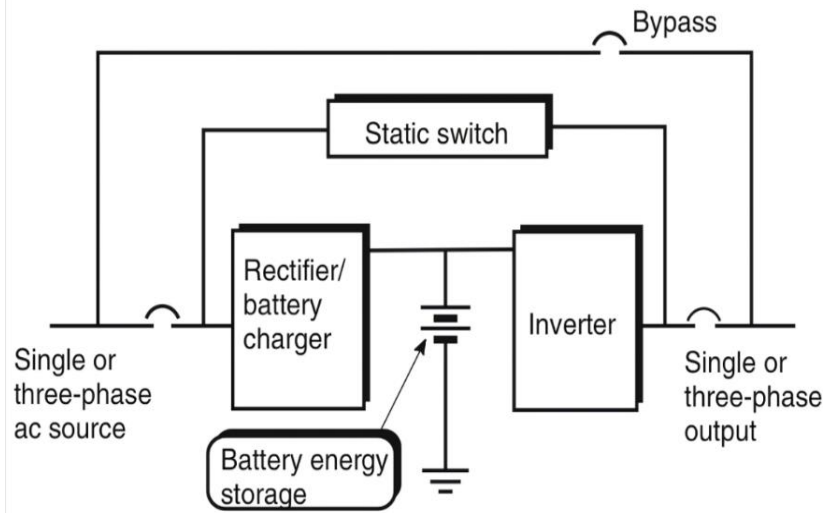 Bypass
Static switch
Rectifier/
battery
charger
Inverter
Single or
three-phase
ac source
Single or
three-phase
output
Battery energy
storage